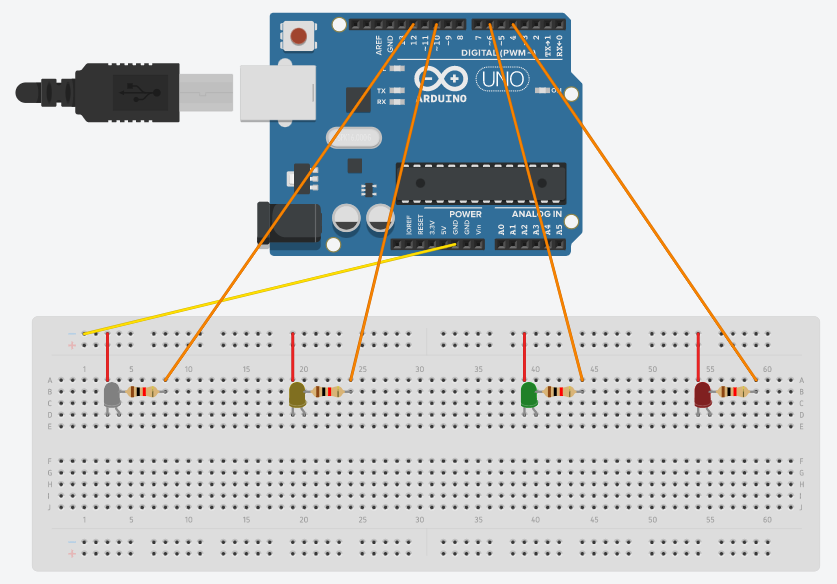 AREF
GND
13
12
~11
~10
~9
8
7
~6
~5
4
~3
2
TX→1
RX←0
DIGITAL (PWM~)
L
TX
RX
ARDUINO
UNO
ON
POWER
ANALOG IN
IOREF
RESET
3.3V
5V
GND
GND
Vin
A0
A1
A2
A3
A4
A5
− +
1 5 10 15 20 25 30 35 40 45 50 55 60
A A
B B
C C
D D
E E
F F
G G
H H
I I
J J
1 5 10 15 20 25 30 35 40 45 50 55 60
− +